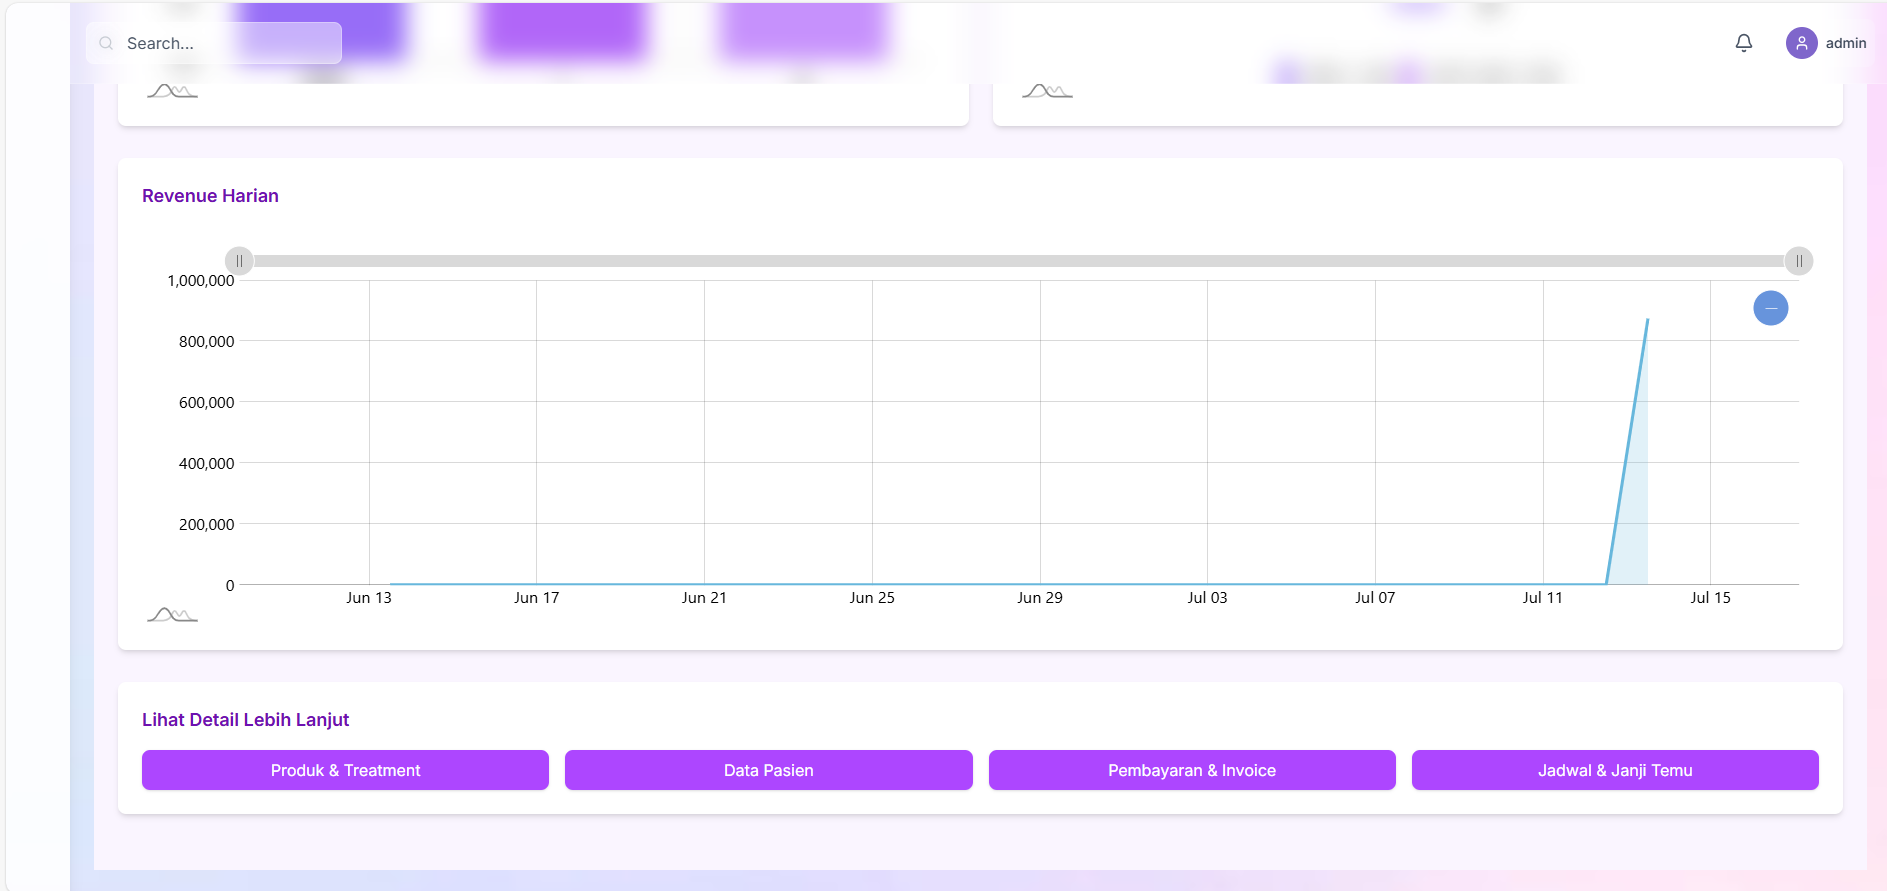 Search...
admin
Revenue Harian
1,000,000
800,000
600,000
400,000
200,000
0
Jun 13 Jun 17 Jun 21 Jun 25 Jun 29 Jul 03 Jul 07 Jul 11 Jul 15
Lihat Detail Lebih Lanjut
Produk & Treatment Data Pasien Pembayaran & Invoice Jadwal & Janji Temu